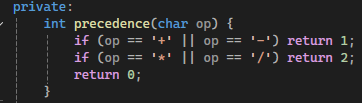 private:
    int precedence(char op) {
        if (op == '+' || op == '-') return 1;
        if (op == '*' || op == '/') return 2;
        return 0;
    }